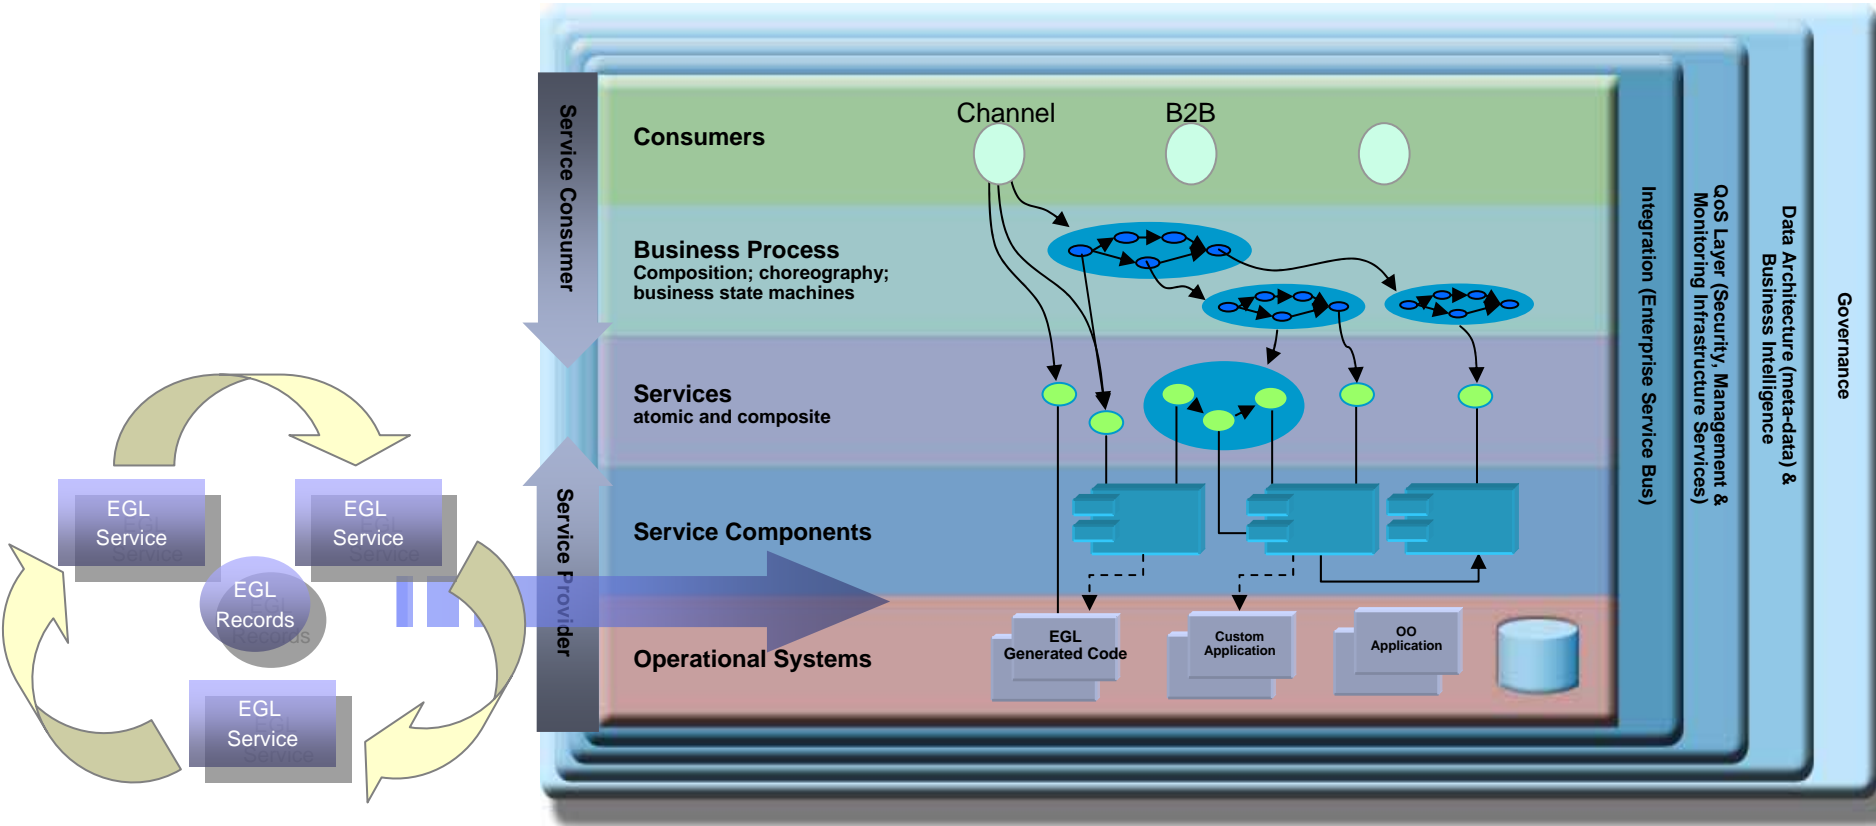 Channel
B2B
Consumers
Business Process
Composition; choreography;
business state machines
Services
atomic and composite
Service Components
Operational Systems
EGL
Generated Code
Custom
Application
OO
Application
Service Consumer
Service Provider
Integration (Enterprise Service Bus)
QoS Layer (Security, Management &
Monitoring Infrastructure Services)
Data Architecture (meta-data) &
Business Intelligence
Governance
EGL
Service
EGL
Service
EGL
Records
EGL
Service